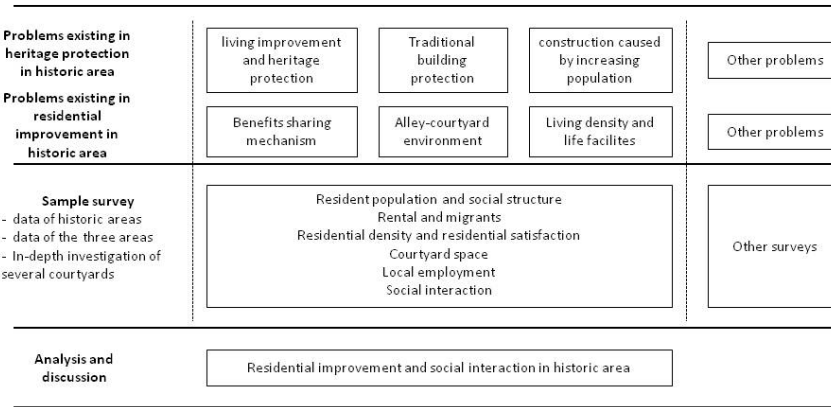 Problems existing in
heritage protection
in historic area
living improvement
and heritage
protection
Traditional
building
protection
construction caused
by increasing
population
Other problems
Problems existing in
residential
improvement in
historic area
Benefits sharing
mechanism
Alley-courtyard
environment
Living density and
life facilites
Other problems
Sample survey
- data of historic areas
- data of the three areas
- In-depth investigation of
several courtyards
Resident population and social structure
Rental and migrants
Residential density and residential satisfaction
Courtyard space
Local employment
Social interaction
Other surveys
Analysis and
discussion
Residential improvement and social interaction in historic area